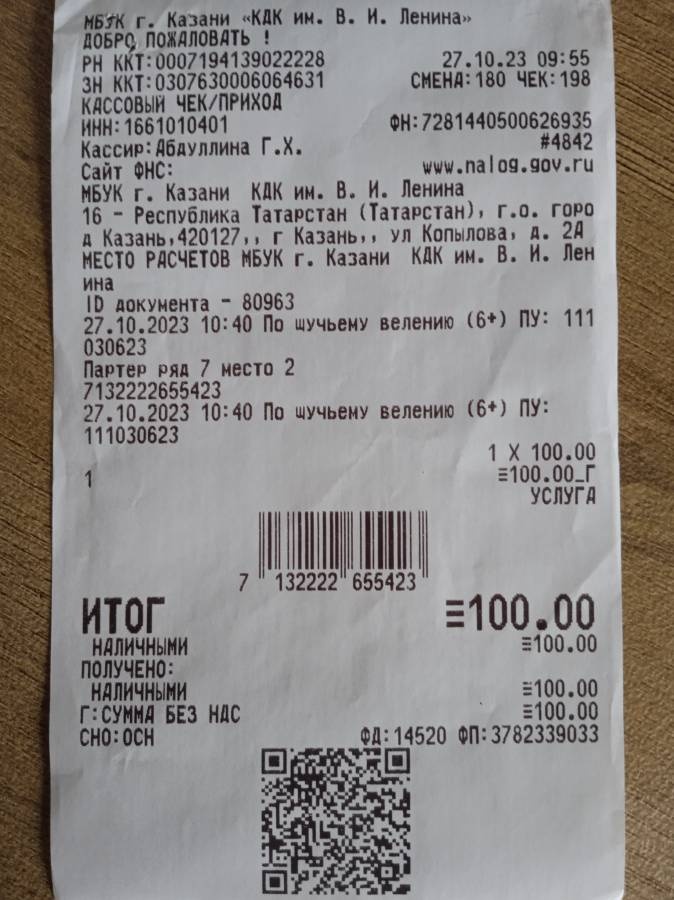 МБУК г. Казани «КДК им. В. И. Ленина»
ДОБРО ПОЖАЛОВАТЬ !
РН ККТ:0007194139022228 27.10.23 09:55
ЗН ККТ:0307630006064631 СМЕНА:180 ЧЕК:198
КАССОВЫЙ ЧЕК/ПРИХОД
ИНН:1661010401 ФН:7281440500626935
Кассир:Абдуллина Г.Х. #4842
Сайт ФНС: www.nalog.gov.ru
МБУК г. Казани КДК им. В. И. Ленина
16 - Республика Татарстан (Татарстан), г.о. горо
д Казань,420127,, г Казань,, ул Копылова, д. 2А
МЕСТО РАСЧЕТОВ МБУК г. Казани КДК им. В. И. Лен
ина
ID документа - 80963
27.10.2023 10:40 По щучьему велению (6+) ПУ: 111
030623
Партер ряд 7 место 2
7132222655423
27.10.2023 10:40 По щучьему велению (6+) ПУ:
111030623
1 X 100.00
1 ≡100.00_Г
УСЛУГА
7 132222 655423
ИТОГ ≡100.00
НАЛИЧНЫМИ ≡100.00
ПОЛУЧЕНО:
НАЛИЧНЫМИ ≡100.00
Г:СУММА БЕЗ НДС ≡100.00
СНО:ОСН ФД:14520 ФП:3782339033